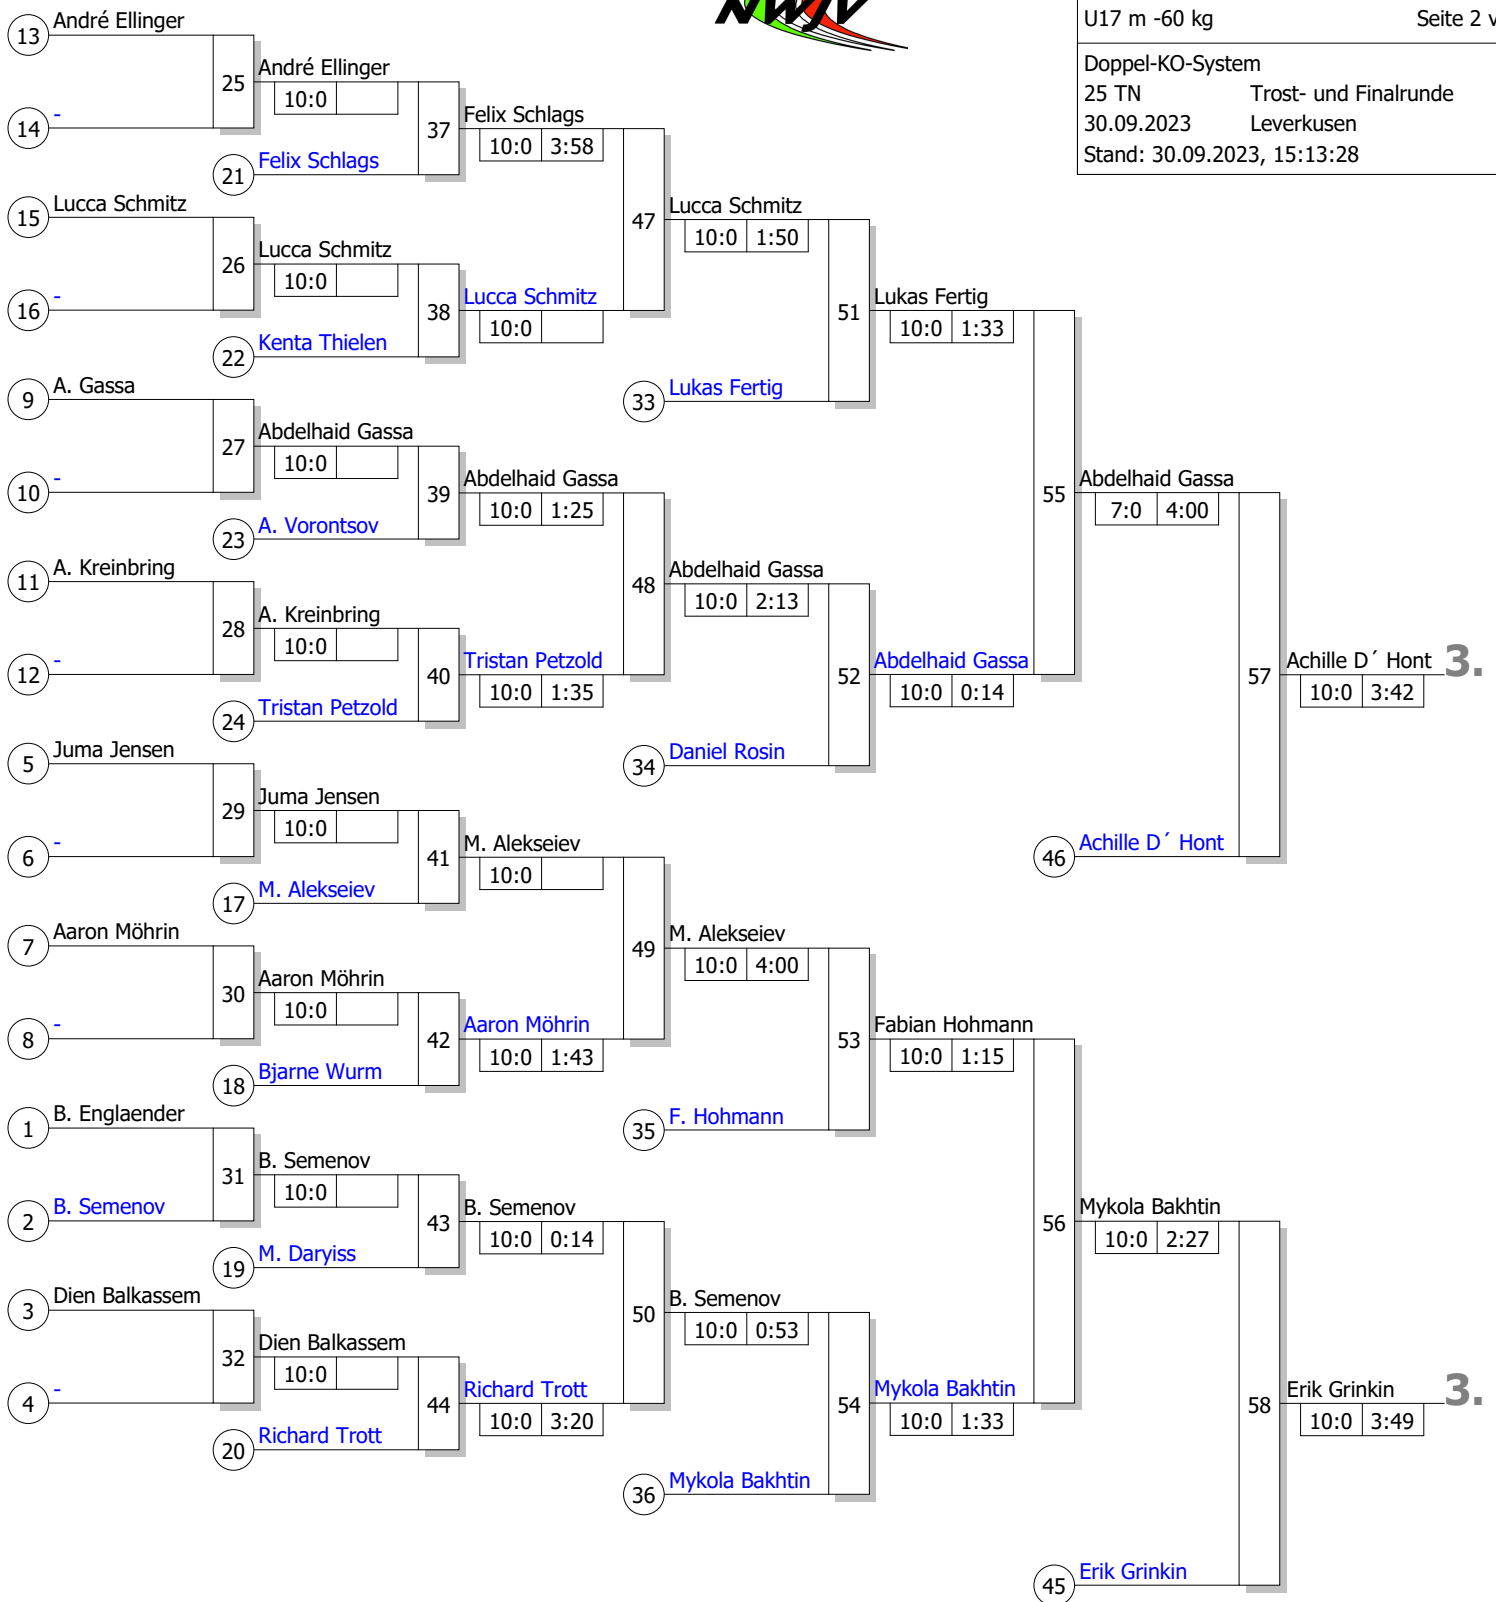 NWJV
U17 m -60 kg Seite 2 v
Doppel-KO-System
25 TN Trost- und Finalrunde
30.09.2023 Leverkusen
Stand: 30.09.2023, 15:13:28
13 André Ellinger
14 -
25
André Ellinger
10:0
21 Felix Schlags
37
Felix Schlags
10:0 3:58
15 Lucca Schmitz
16 -
26
Lucca Schmitz
10:0
22 Kenta Thielen
38
Lucca Schmitz
10:0
47
Lucca Schmitz
10:0 1:50
33 Lukas Fertig
51
Lukas Fertig
10:0 1:33
9 A. Gassa
10 -
27
Abdelhaid Gassa
10:0
23 A. Vorontsov
39
Abdelhaid Gassa
10:0 1:25
11 A. Kreinbring
12 -
28
A. Kreinbring
10:0
24 Tristan Petzold
40
Tristan Petzold
10:0 1:35
48
Abdelhaid Gassa
10:0 2:13
34 Daniel Rosin
52
Abdelhaid Gassa
10:0 0:14
55
Abdelhaid Gassa
7:0 4:00
46 Achille D´ Hont
57
Achille D´ Hont 3.
10:0 3:42
5 Juma Jensen
6 -
29
Juma Jensen
10:0
17 M. Alekseiev
41
M. Alekseiev
10:0
7 Aaron Möhrin
8 -
30
Aaron Möhrin
10:0
18 Bjarne Wurm
42
Aaron Möhrin
10:0 1:43
49
M. Alekseiev
10:0 4:00
35 F. Hohmann
53
Fabian Hohmann
10:0 1:15
1 B. Englaender
2 B. Semenov
31
B. Semenov
10:0
19 M. Daryiss
43
B. Semenov
10:0 0:14
3 Dien Balkassem
4 -
32
Dien Balkassem
10:0
20 Richard Trott
44
Richard Trott
10:0 3:20
50
B. Semenov
10:0 0:53
36 Mykola Bakhtin
54
Mykola Bakhtin
10:0 1:33
56
Mykola Bakhtin
10:0 2:27
45 Erik Grinkin
58
Erik Grinkin 3.
10:0 3:49